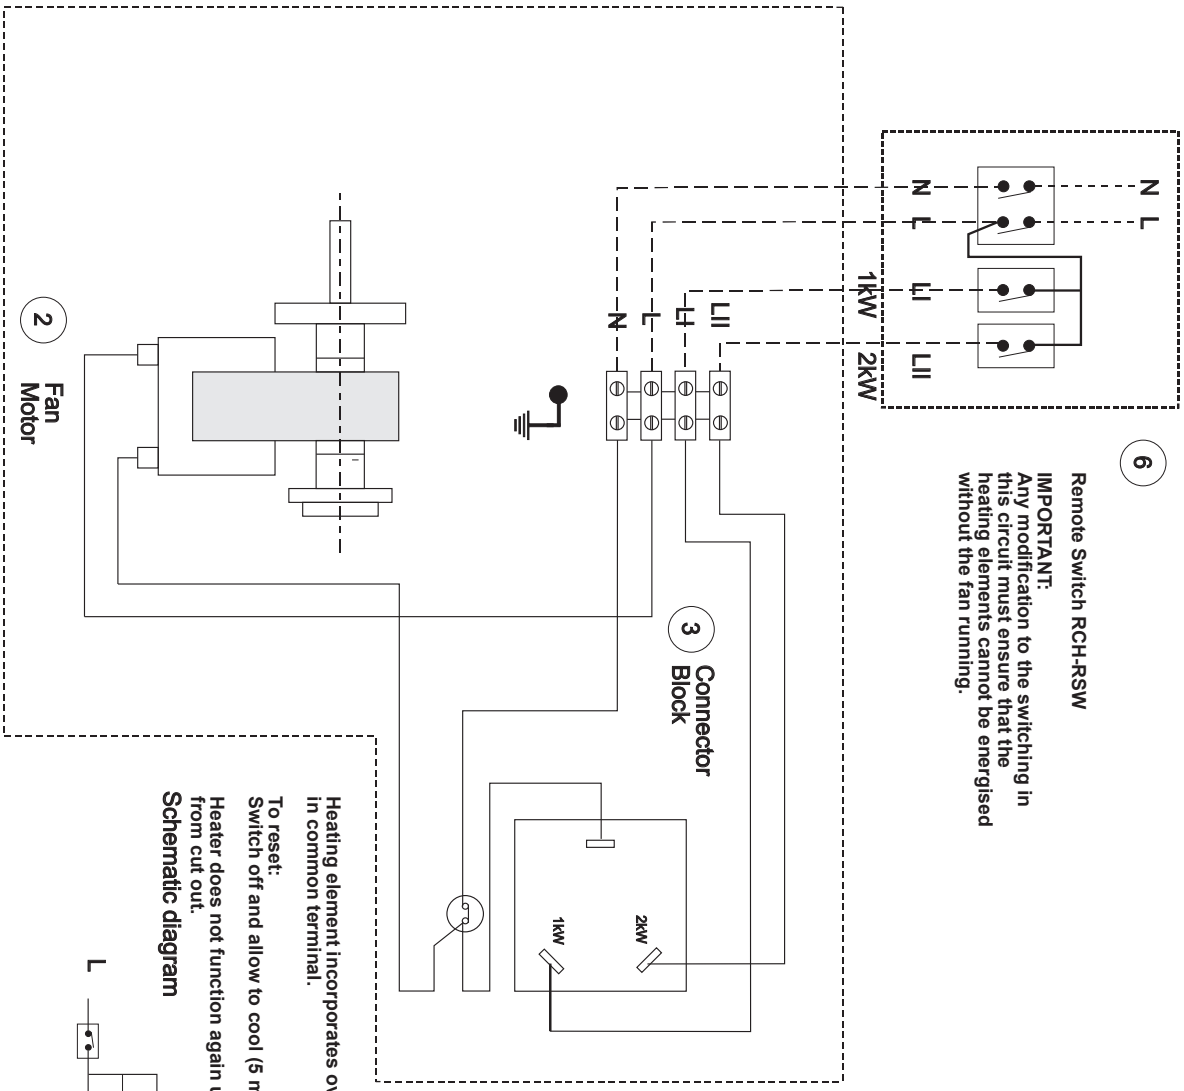 6
Remote Switch RCH-RSW
IMPORTANT:
Any modification to the switching in
this circuit must ensure that the
heating elements cannot be energised
without the fan running.
N
L
N
L
LI
LII
1kW
2kW
LII
LI
L
N
3
Connector
Block
2kW
1kW
2
Fan
Motor
Heating element incorporates
in common terminal.
To reset:
Switch off and allow to cool (5
Heater does not function again
from cut out.
Schematic diagram
L